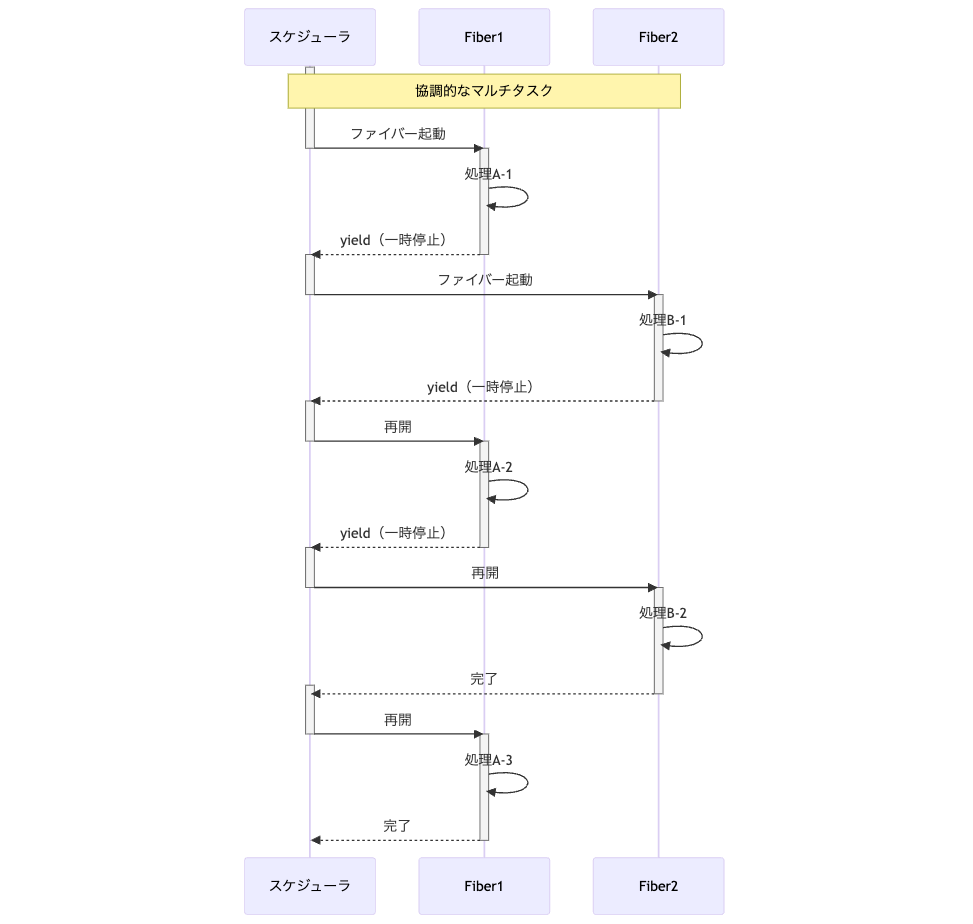 スケジューラ
Fiber1
Fiber2
協調的なマルチタスク
ファイバー起動
処理A-1
yield（一時停止）
ファイバー起動
処理B-1
yield（一時停止）
再開
処理A-2
yield（一時停止）
再開
処理B-2
完了
再開
処理A-3
完了
スケジューラ
Fiber1
Fiber2